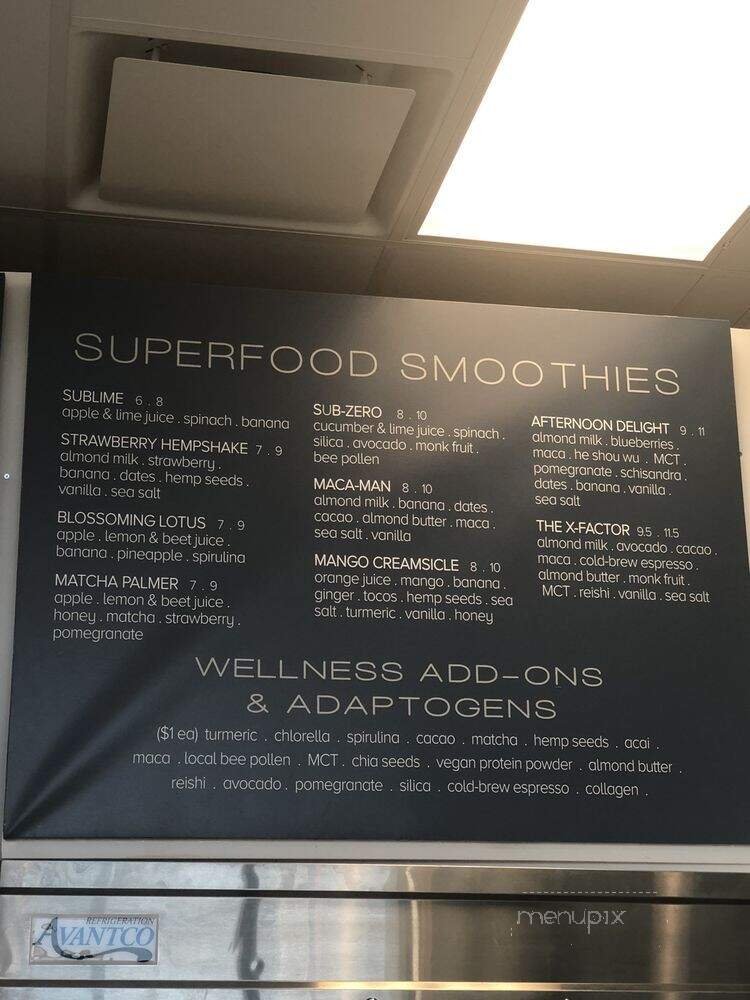 SUPERFOOD SMOOTHIES
SUBLIME 6 . 8
apple & lime juice . spinach . banana
STRAWBERRY HEMPSHAKE 7 . 9
almond milk . strawberry .
banana . dates . hemp seeds .
vanilla . sea salt
BLOSSOMING LOTUS 7 . 9
apple . lemon & beet juice .
banana . pineapple . spirulina
MATCHA PALMER 7 . 9
apple . lemon & beet juice .
honey . matcha . strawberry .
pomegranate
SUB-ZERO 8 . 10
cucumber & lime juice . spinach .
silica . avocado . monk fruit .
bee pollen
MACA-MAN 8 . 10
almond milk . banana . dates .
cacao . almond butter . maca .
sea salt . vanilla
MANGO CREAMSICLE 8 . 10
orange juice . mango . banana .
ginger . tocos . hemp seeds . sea
salt . turmeric . vanilla . honey
AFTERNOON DELIGHT 9 . 11
almond milk . blueberries .
maca . he shou wu . MCT .
pomegranate . schisandra .
dates . banana . vanilla .
sea salt
THE X-FACTOR 9.5 . 11.5
almond milk . avocado . cacao .
maca . cold-brew espresso .
almond butter . monk fruit .
MCT . reishi . vanilla . sea salt
WELLNESS ADD-ONS
& ADAPTOGENS
($1 ea) turmeric . chlorella . spirulina . cacao . matcha . hemp seeds . acai .
maca . local bee pollen . MCT . chia seeds . vegan protein powder . almond butter .
reishi . avocado . pomegranate . silica . cold-brew espresso . collagen .
REFRIGERATION
AVANTCO
menupix